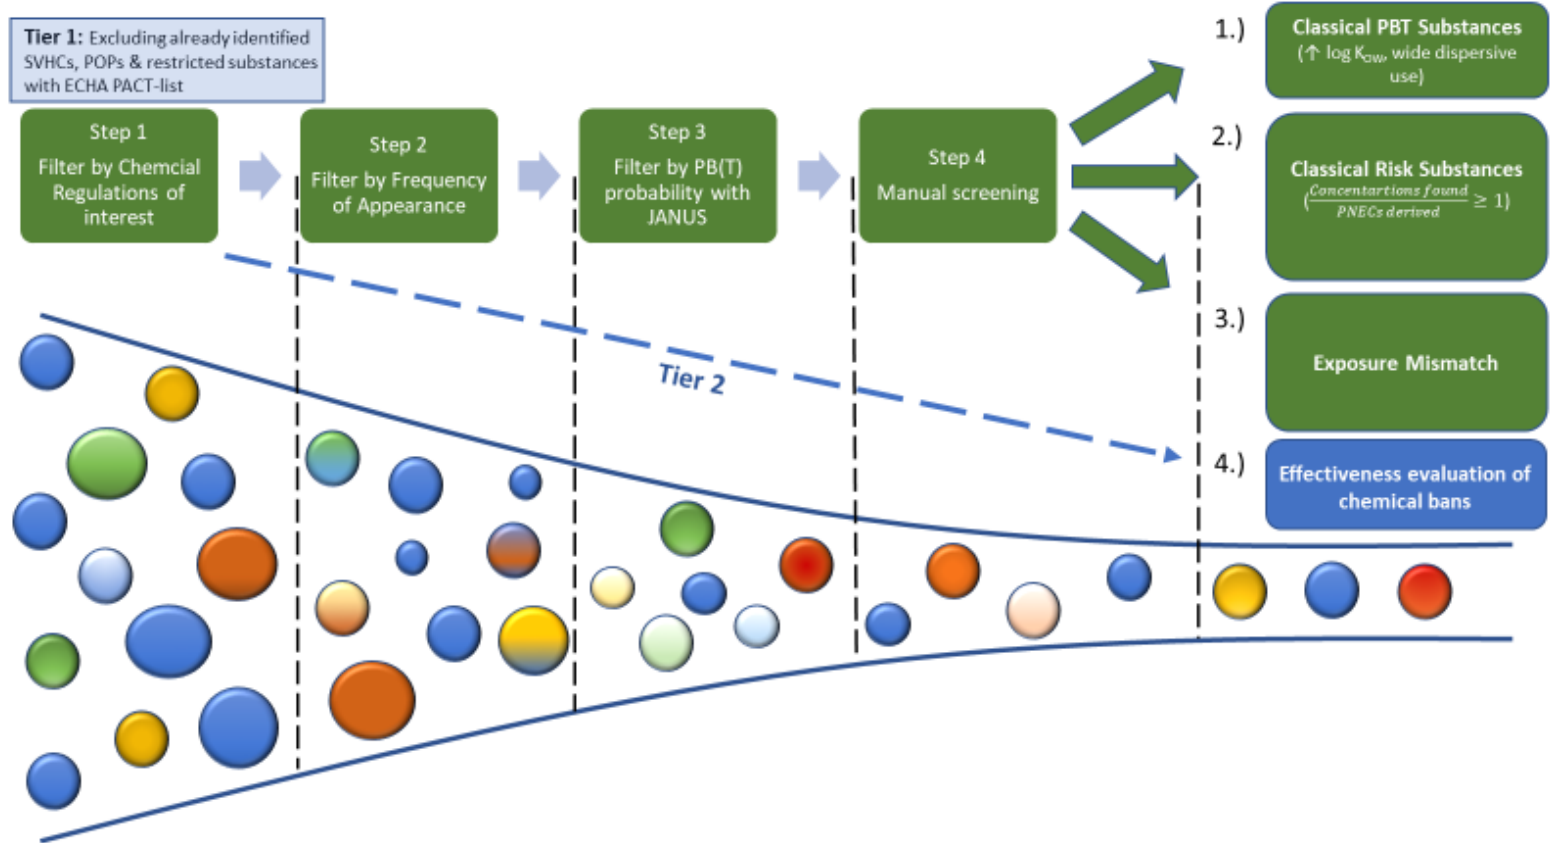 Tier 1: Excluding already identified
SVHCs, POPs & restricted substances
with ECHA PACT-list
Step 1
Filter by Chemcial
Regulations of
interest
Step 2
Filter by Frequency
of Appearance
Step 3
Filter by PB(T)
probability with
JANUS
Step 4
Manual screening
1.)
Classical PBT Substances
(↑ log Kow, wide dispersive
use)
2.)
Classical Risk Substances
(Concentartions found / PNECs derived ≥ 1)
3.)
Exposure Mismatch
4.)
Effectiveness evaluation of
chemical bans
Tier 2